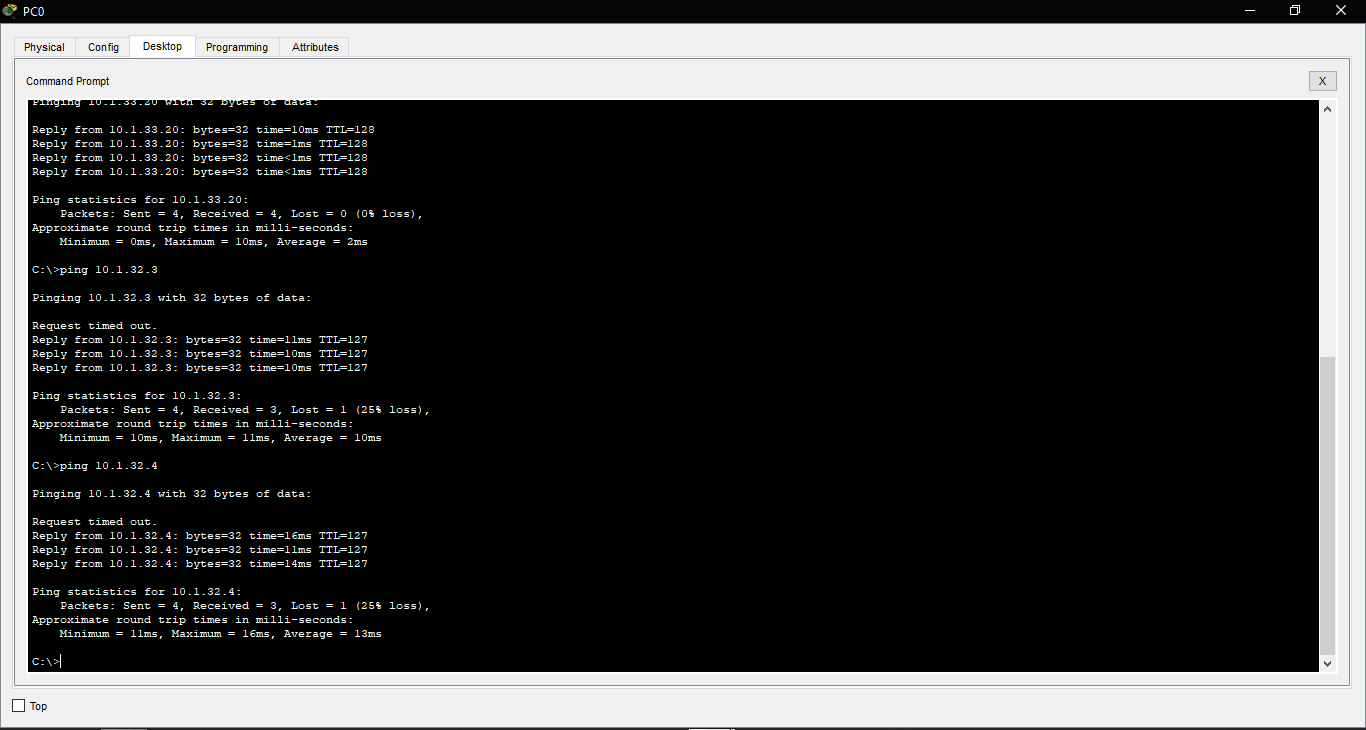 PC0
Physical Config Desktop Programming Attributes
Command Prompt
X
Pinging 10.1.33.20 with 32 bytes of data:
Reply from 10.1.33.20: bytes=32 time=10ms TTL=128
Reply from 10.1.33.20: bytes=32 time=1ms TTL=128
Reply from 10.1.33.20: bytes=32 time<1ms TTL=128
Reply from 10.1.33.20: bytes=32 time<1ms TTL=128
Ping statistics for 10.1.33.20:
Packets: Sent = 4, Received = 4, Lost = 0 (0% loss),
Approximate round trip times in milli-seconds:
Minimum = 0ms, Maximum = 10ms, Average = 2ms
C:\>ping 10.1.32.3
Pinging 10.1.32.3 with 32 bytes of data:
Request timed out.
Reply from 10.1.32.3: bytes=32 time=11ms TTL=127
Reply from 10.1.32.3: bytes=32 time=10ms TTL=127
Reply from 10.1.32.3: bytes=32 time=10ms TTL=127
Ping statistics for 10.1.32.3:
Packets: Sent = 4, Received = 3, Lost = 1 (25% loss),
Approximate round trip times in milli-seconds:
Minimum = 10ms, Maximum = 11ms, Average = 10ms
C:\>ping 10.1.32.4
Pinging 10.1.32.4 with 32 bytes of data:
Request timed out.
Reply from 10.1.32.4: bytes=32 time=16ms TTL=127
Reply from 10.1.32.4: bytes=32 time=11ms TTL=127
Reply from 10.1.32.4: bytes=32 time=14ms TTL=127
Ping statistics for 10.1.32.4:
Packets: Sent = 4, Received = 3, Lost = 1 (25% loss),
Approximate round trip times in milli-seconds:
Minimum = 11ms, Maximum = 16ms, Average = 13ms
C:\>
Top